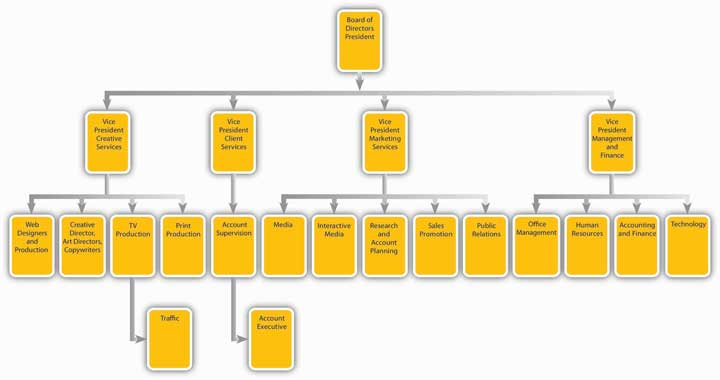 Board of
Directors
President
Vice
President
Creative
Services
Vice
President
Client
Services
Vice
President
Marketing
Services
Vice
President
Management
and
Finance
Web
Designers
and
Production
Creative
Director,
Art Directors,
Copywriters
TV
Production
Print
Production
Account
Supervision
Media
Interactive
Media
Research
and
Account
Planning
Sales
Promotion
Public
Relations
Office
Management
Human
Resources
Accounting
and Finance
Technology
Traffic
Account
Executive